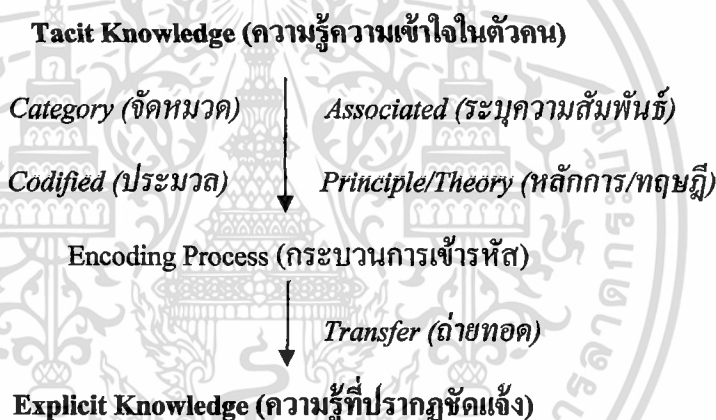 Tacit Knowledge (ความรู้ความเข้าใจในตัวคน)
Category (จัดหมวด) Associated (ระบุความสัมพันธ์)
Codified (ประมวล) Principle/Theory (หลักการ/ทฤษฎี)
Encoding Process (กระบวนการเข้ารหัส)
Transfer (ถ่ายทอด)
Explicit Knowledge (ความรู้ที่ปรากฏชัดแจ้ง)